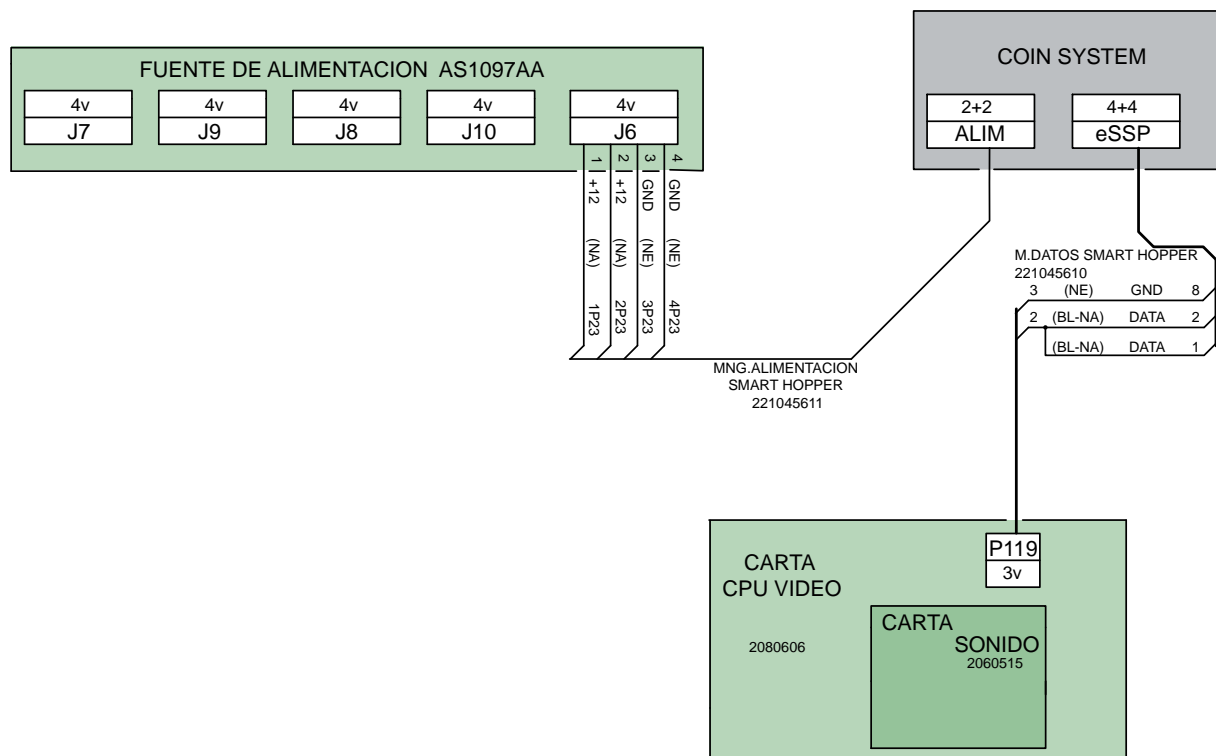 FUENTE DE ALIMENTACION AS1097AA
4v 4v 4v 4v 4v
J7 J9 J8 J10 J6
1 +12 (NA) 1P23
2 +12 (NA) 2P23
3 GND (NE) 3P23
4 GND (NE) 4P23
COIN SYSTEM
2+2 4+4
ALIM eSSP
M.DATOS SMART HOPPER
221045610
3 (NE) GND 8
2 (BL-NA) DATA 2
(BL-NA) DATA 1
MNG.ALIMENTACION
SMART HOPPER
221045611
P119
3v
CARTA
CPU VIDEO
2080606
CARTA
SONIDO
2060515